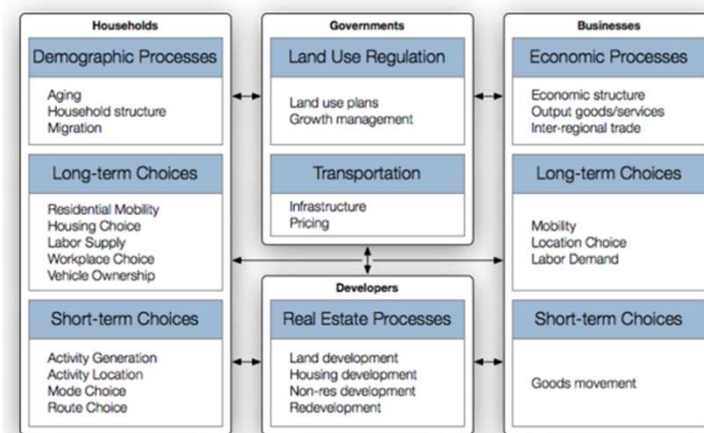 Households
Demographic Processes
Aging
Household structure
Migration
Long-term Choices
Residential Mobility
Housing Choice
Labor Supply
Workplace Choice
Vehicle Ownership
Short-term Choices
Activity Generation
Activity Location
Mode Choice
Route Choice
Governments
Land Use Regulation
Land use plans
Growth management
Transportation
Infrastructure
Pricing
Developers
Real Estate Processes
Land development
Housing development
Non-res development
Redevelopment
Businesses
Economic Processes
Economic structure
Output goods/services
Inter-regional trade
Long-term Choices
Mobility
Location Choice
Labor Demand
Short-term Choices
Goods movement